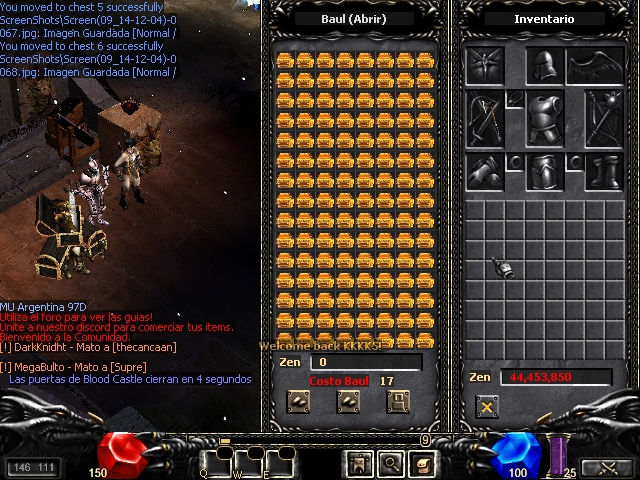 You moved to chest 5 successfully
ScreenShots\Screen(09_14-12-04)-0
067.jpg: Imagen Guardada [Normal /
You moved to chest 6 successfully
ScreenShots\Screen(09_14-12-04)-0
068.jpg: Imagen Guardada [Normal /
MU Argentina 97D
Utiliza el foro para ver las guias!
Unite a nuestro discord para comerciar tus items.
Bienvenido a la Comunidad.
[!] DarkKnidht - Mato a [thecancaan]
[!] MegaBulto - Mato a [Supre]
Las puertas de Blood Castle cierran en 4 segundos
Baul (Abrir)
Welcome back KKKKS!
Zen 0
Costo Baul 17
Inventario
Zen 44,453,850
146 111
150
Q W E
9
100
25